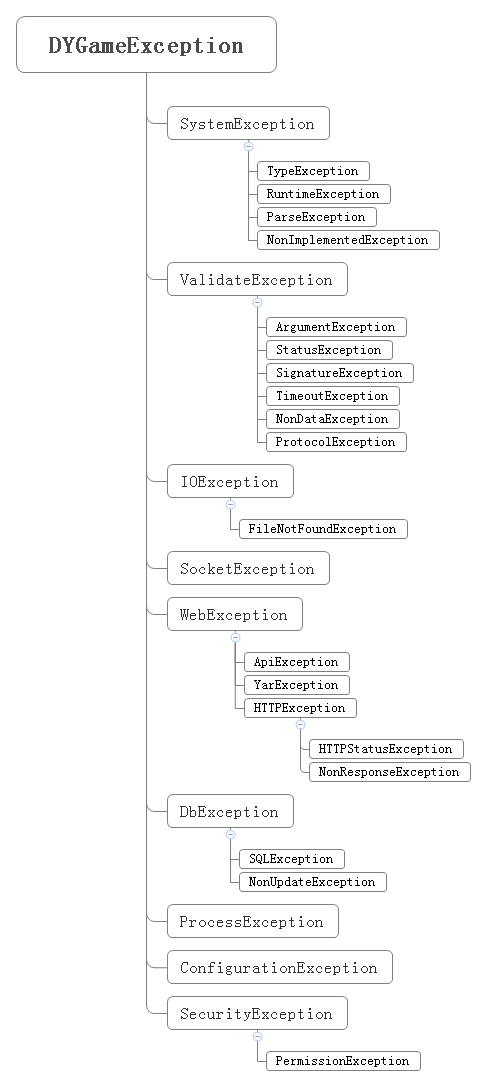 DYGameException
SystemException
TypeException
RuntimeException
ParseException
NonImplementedException
ValidateException
ArgumentException
StatusException
SignatureException
TimeoutException
NonDataException
ProtocolException
IOException
FileNotFoundException
SocketException
WebException
ApiException
YarException
HTTPException
HTTPStatusException
NonResponseException
DbException
SQLException
NonUpdateException
ProcessException
ConfigurationException
SecurityException
PermissionException